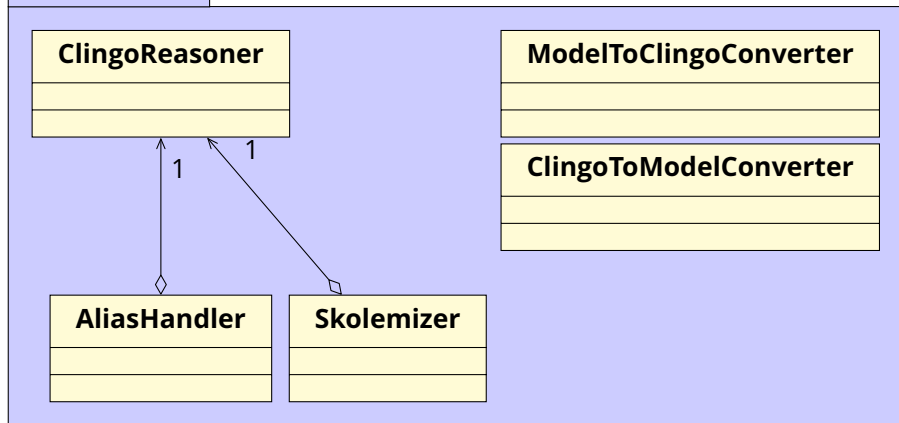 ClingoReasoner
ModelToClingoConverter
1
1
ClingoToModelConverter
AliasHandler
Skolemizer